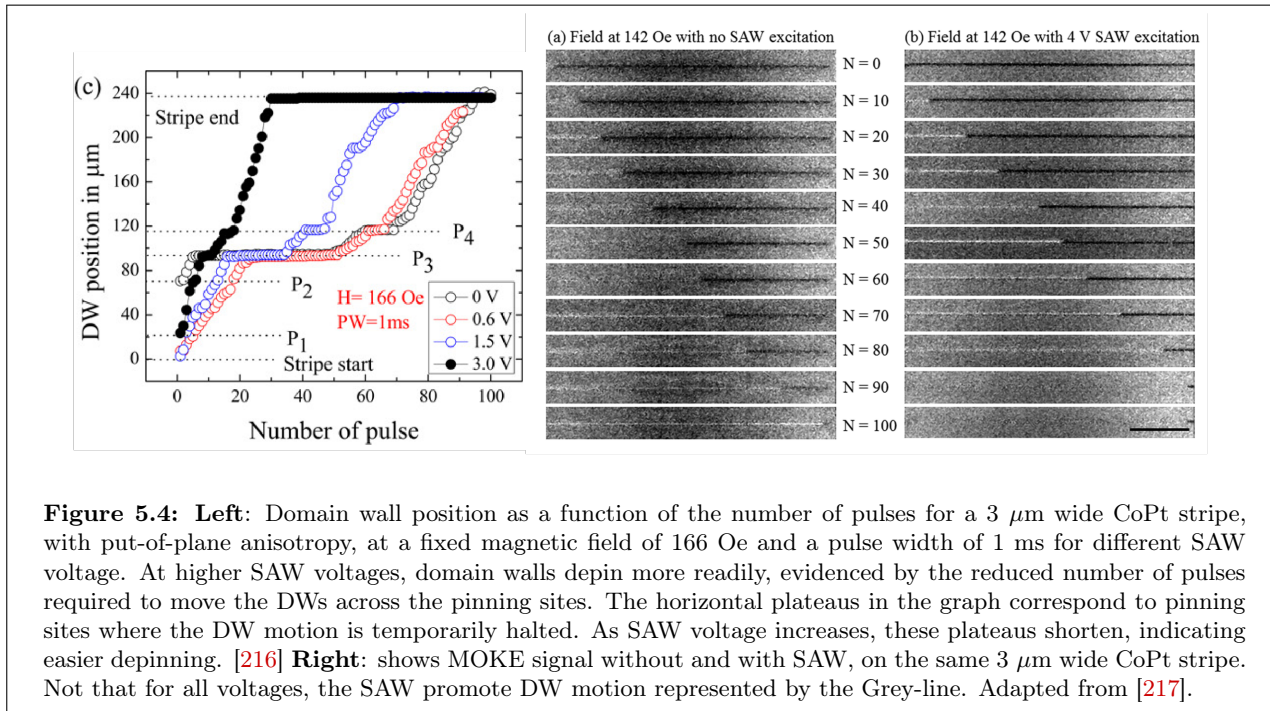 (c)
DW position in μm
240
200
160
120
80
40
0
Stripe end
P4
P3
P2
P1
Stripe start
H= 166 Oe
PW=1ms
0 V
0.6 V
1.5 V
3.0 V
0 20 40 60 80 100
Number of pulse
(a) Field at 142 Oe with no SAW excitation
(b) Field at 142 Oe with 4 V SAW excitation
N = 0
N = 10
N = 20
N = 30
N = 40
N = 50
N = 60
N = 70
N = 80
N = 90
N = 100
Figure 5.4: Left: Domain wall position as a function of the number of pulses for a 3 μm wide CoPt stripe,
with put-of-plane anisotropy, at a fixed magnetic field of 166 Oe and a pulse width of 1 ms for different SAW
voltage. At higher SAW voltages, domain walls depin more readily, evidenced by the reduced number of pulses
required to move the DWs across the pinning sites. The horizontal plateaus in the graph correspond to pinning
sites where the DW motion is temporarily halted. As SAW voltage increases, these plateaus shorten, indicating
easier depinning. [216] Right: shows MOKE signal without and with SAW, on the same 3 μm wide CoPt stripe.
Not that for all voltages, the SAW promote DW motion represented by the Grey-line. Adapted from [217].